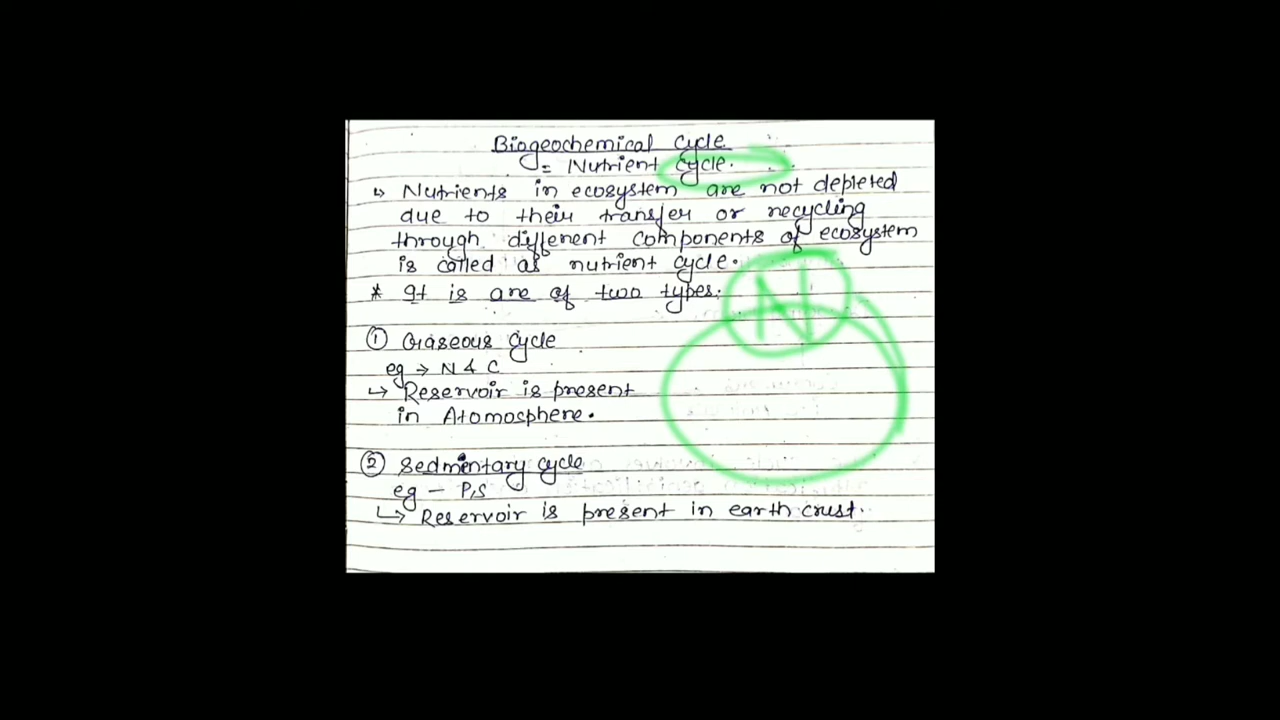 Biogeochemical Cycle
= Nutrient cycle.
↳ Nutrients in ecosystem are not depleted
due to their transfer or recycling
through different components of ecosystem
is called as nutrient cycle.
* It is are of two types:
① Gaseous cycle
eg → N & C
↳ Reservoir is present
in Atomosphere.
② Sedmentary cycle
eg – P,S
↳ Reservoir is present in earth crust.